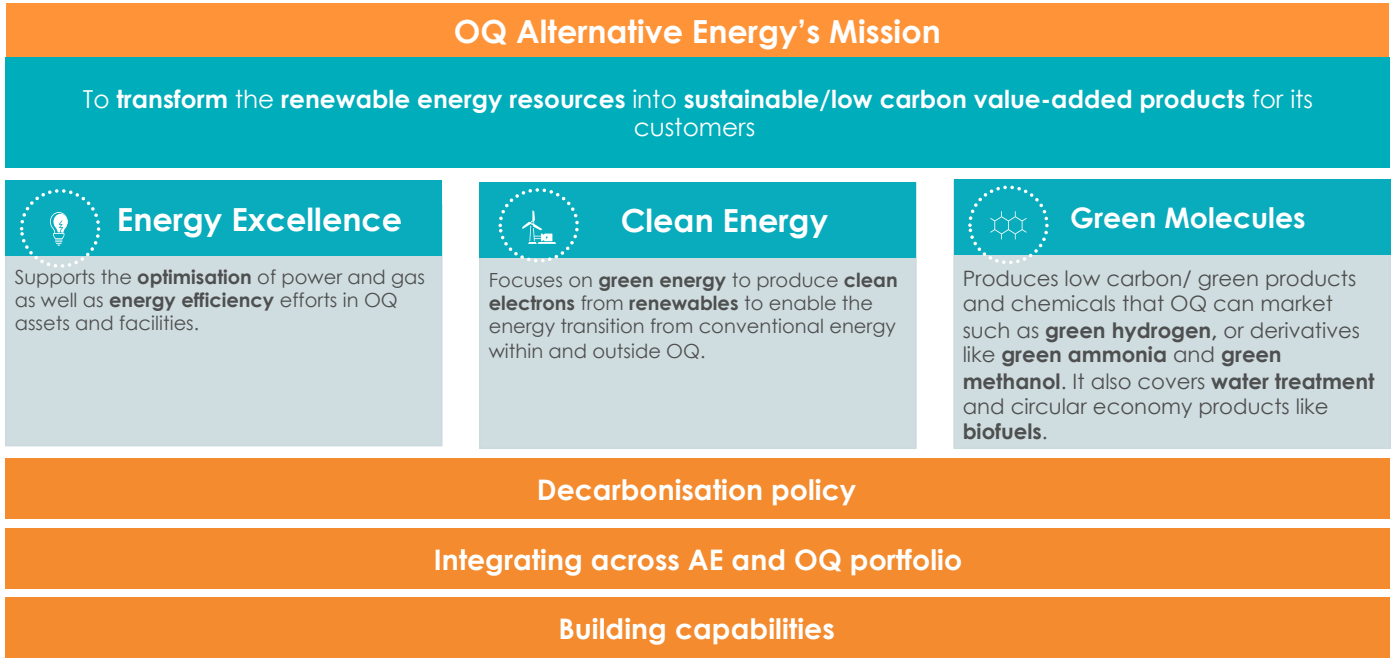 OQ Alternative Energy’s Mission
To transform the renewable energy resources into sustainable/low carbon value-added products for its
customers
Energy Excellence
Supports the optimisation of power and gas
as well as energy efficiency efforts in OQ
assets and facilities.
Clean Energy
Focuses on green energy to produce clean
electrons from renewables to enable the
energy transition from conventional energy
within and outside OQ.
Green Molecules
Produces low carbon/ green products
and chemicals that OQ can market
such as green hydrogen, or derivatives
like green ammonia and green
methanol. It also covers water treatment
and circular economy products like
biofuels.
Decarbonisation policy
Integrating across AE and OQ portfolio
Building capabilities